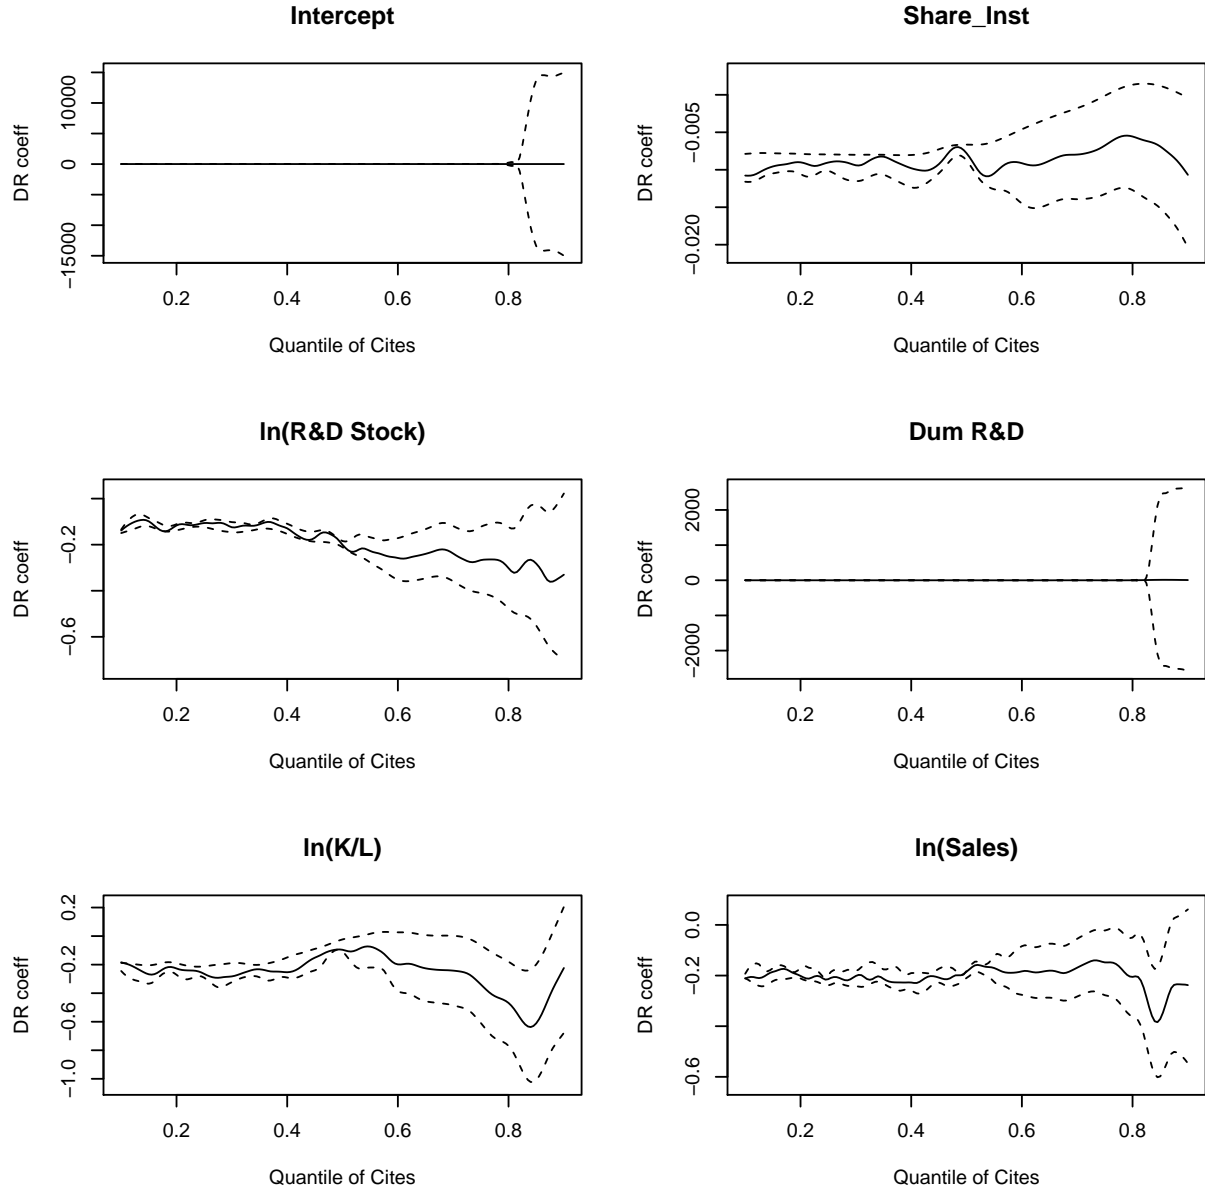 Intercept
DR coeff
10000
0
−15000
0.2 0.4 0.6 0.8
Quantile of Cites
Share_Inst
DR coeff
−0.005
−0.020
0.2 0.4 0.6 0.8
Quantile of Cites
ln(R&D Stock)
DR coeff
−0.2
−0.6
0.2 0.4 0.6 0.8
Quantile of Cites
Dum R&D
DR coeff
2000
0
−2000
0.2 0.4 0.6 0.8
Quantile of Cites
ln(K/L)
DR coeff
0.2
−0.2
−0.6
−1.0
0.2 0.4 0.6 0.8
Quantile of Cites
ln(Sales)
DR coeff
0.0
−0.2
−0.6
0.2 0.4 0.6 0.8
Quantile of Cites